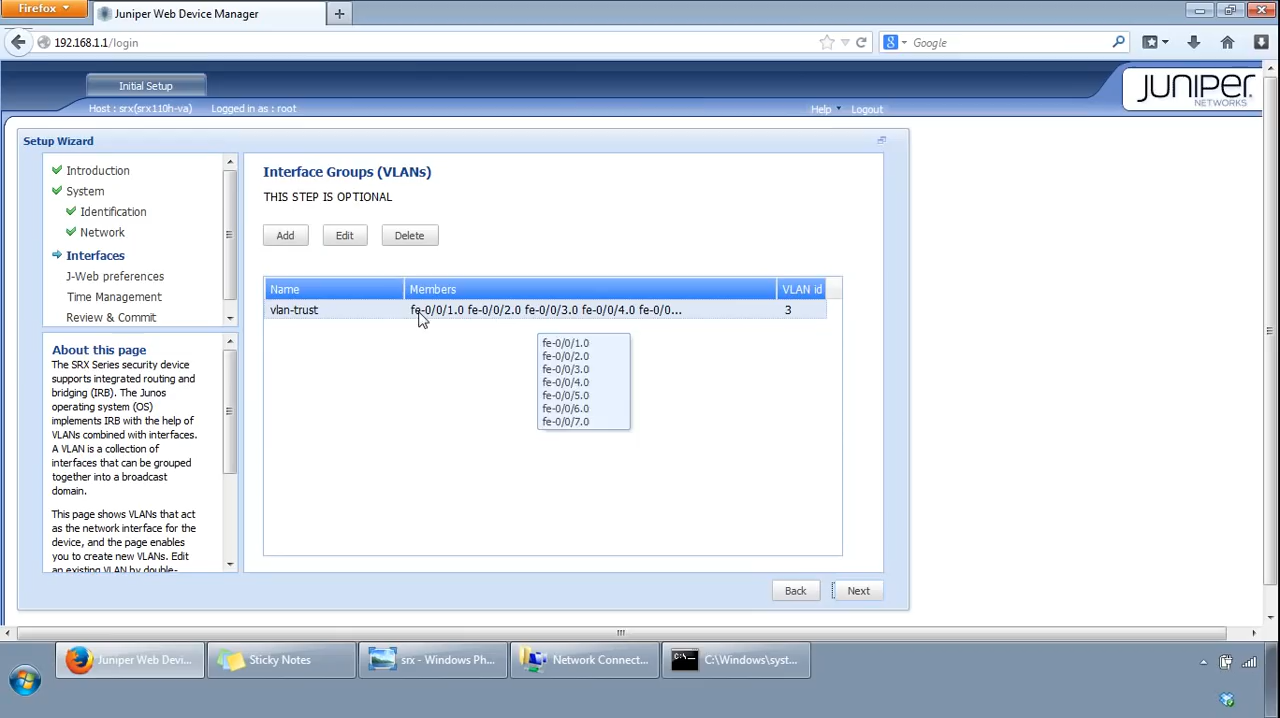 Firefox
Juniper Web Device Manager
192.168.1.1/login
Google
Initial Setup
Host : srx(srx110h-va)
Logged in as : root
Help
Logout
JUNIPER
NETWORKS
Setup Wizard
Introduction
System
Identification
Network
Interfaces
J-Web preferences
Time Management
Review & Commit
About this page
The SRX Series security device
supports integrated routing and
bridging (IRB). The Junos
operating system (OS)
implements IRB with the help of
VLANs combined with interfaces.
A VLAN is a collection of
interfaces that can be grouped
together into a broadcast
domain.
This page shows VLANs that act
as the network interface for the
device, and the page enables
you to create new VLANs. Edit
an existing VLAN by double-
Interface Groups (VLANs)
THIS STEP IS OPTIONAL
Add
Edit
Delete
Name
Members
VLAN id
vlan-trust
fe-0/0/1.0 fe-0/0/2.0 fe-0/0/3.0 fe-0/0/4.0 fe-0/0...
3
fe-0/0/1.0
fe-0/0/2.0
fe-0/0/3.0
fe-0/0/4.0
fe-0/0/5.0
fe-0/0/6.0
fe-0/0/7.0
Back
Next
Juniper Web Devi...
Sticky Notes
srx - Windows Ph...
Network Connect...
C:\Windows\syst...